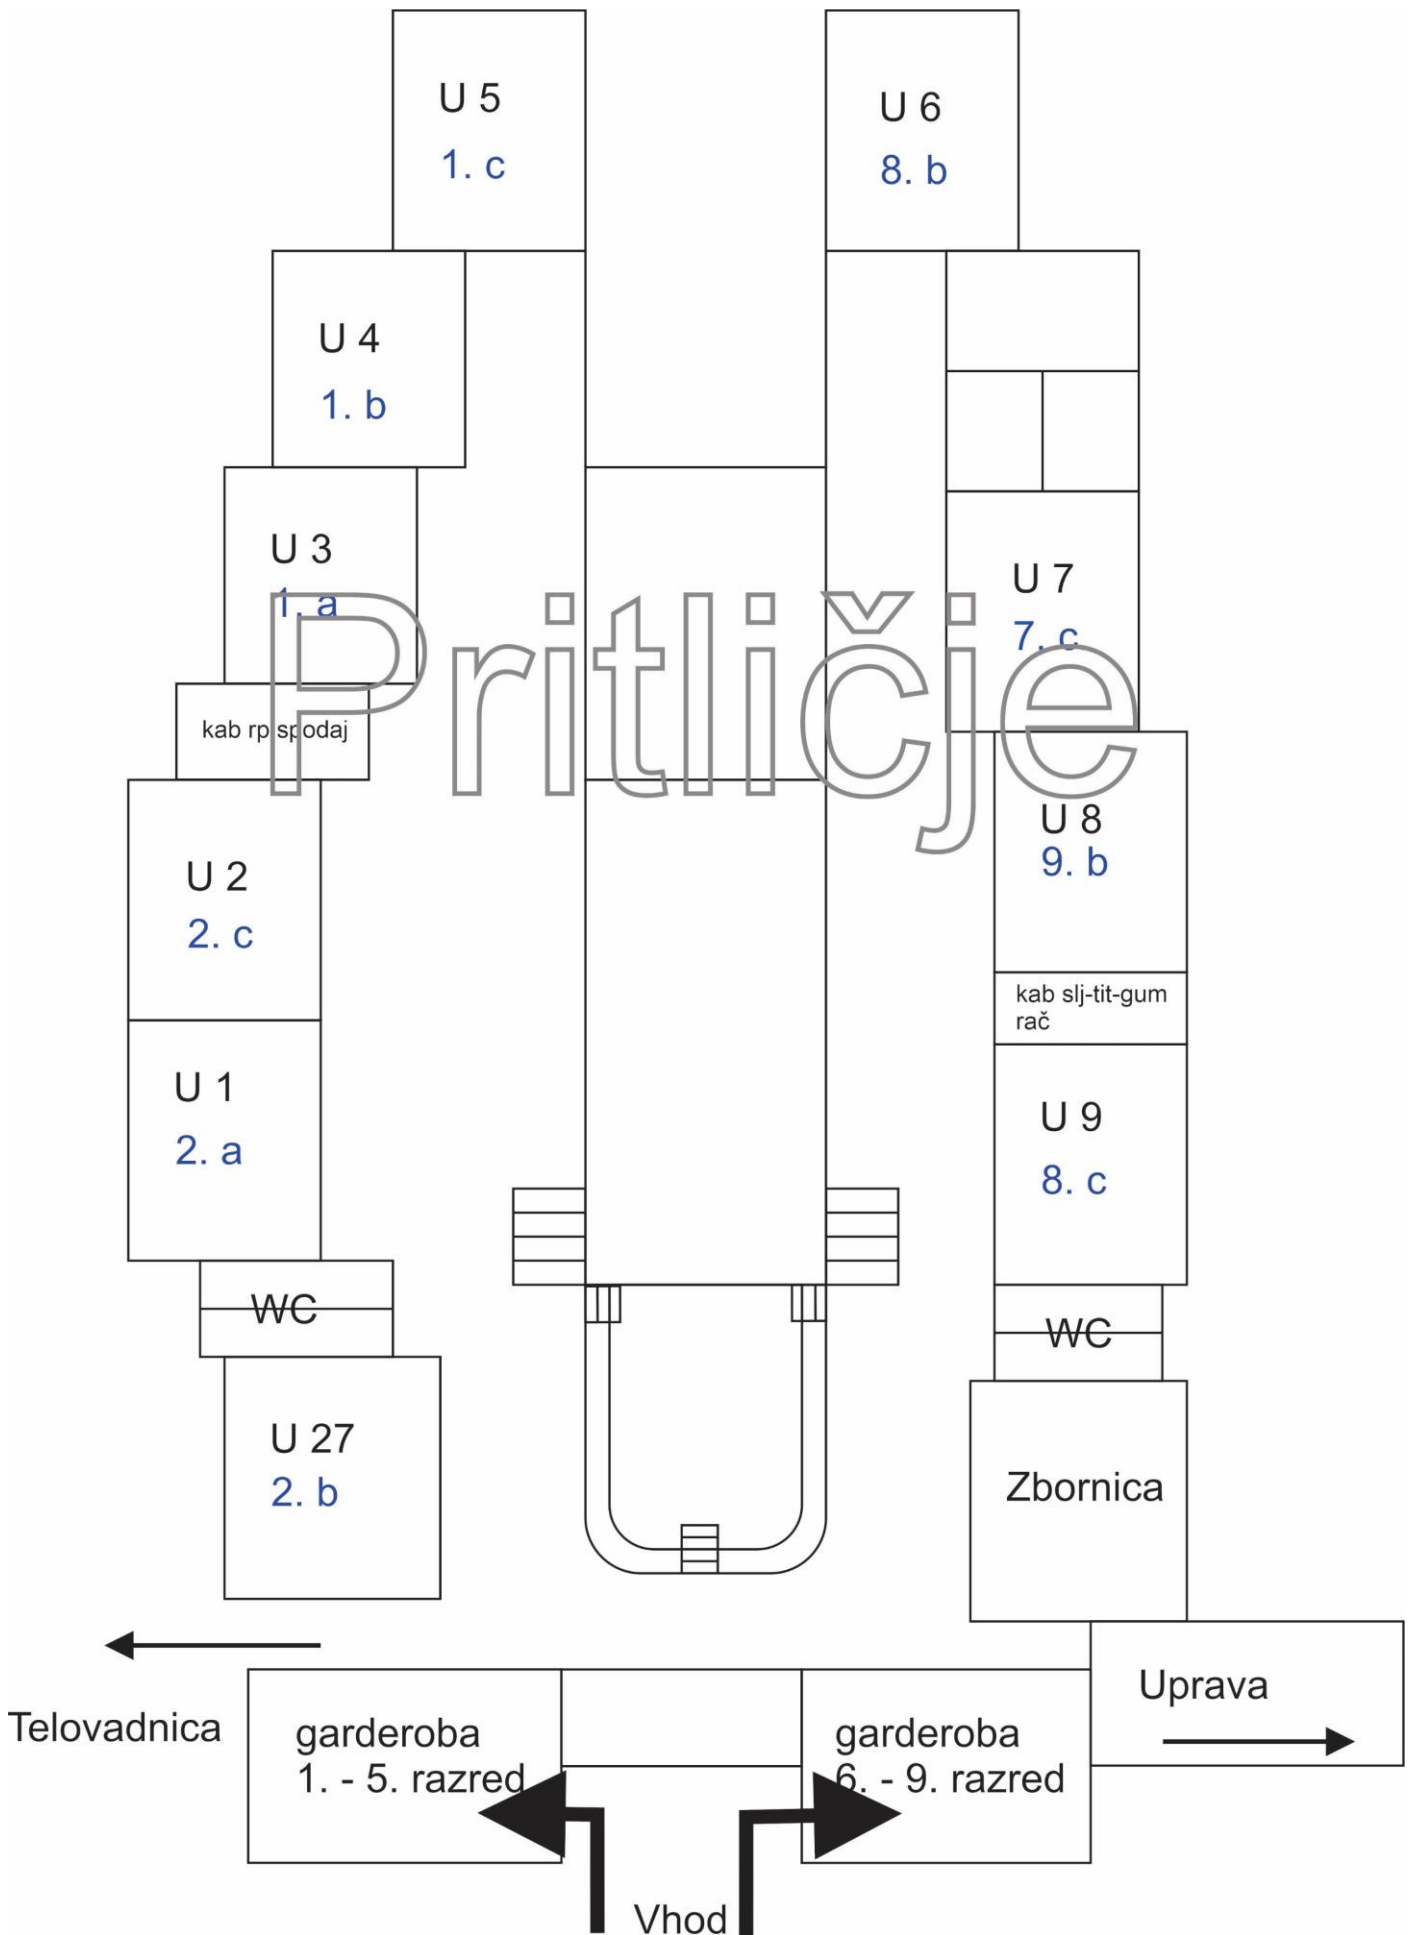 U 5
1. c
U 6
8. b
U 4
1. b
U 3
1. a
U 7
7. c
Pritličje
kab rp spodaj
U 8
9. b
U 2
2. c
kab slj-tit-gum
rač
U 1
2. a
U 9
8. c
WC
WC
U 27
2. b
Zbornica
Uprava
Telovadnica
garderoba
1. - 5. razred
garderoba
6. - 9. razred
Vhod